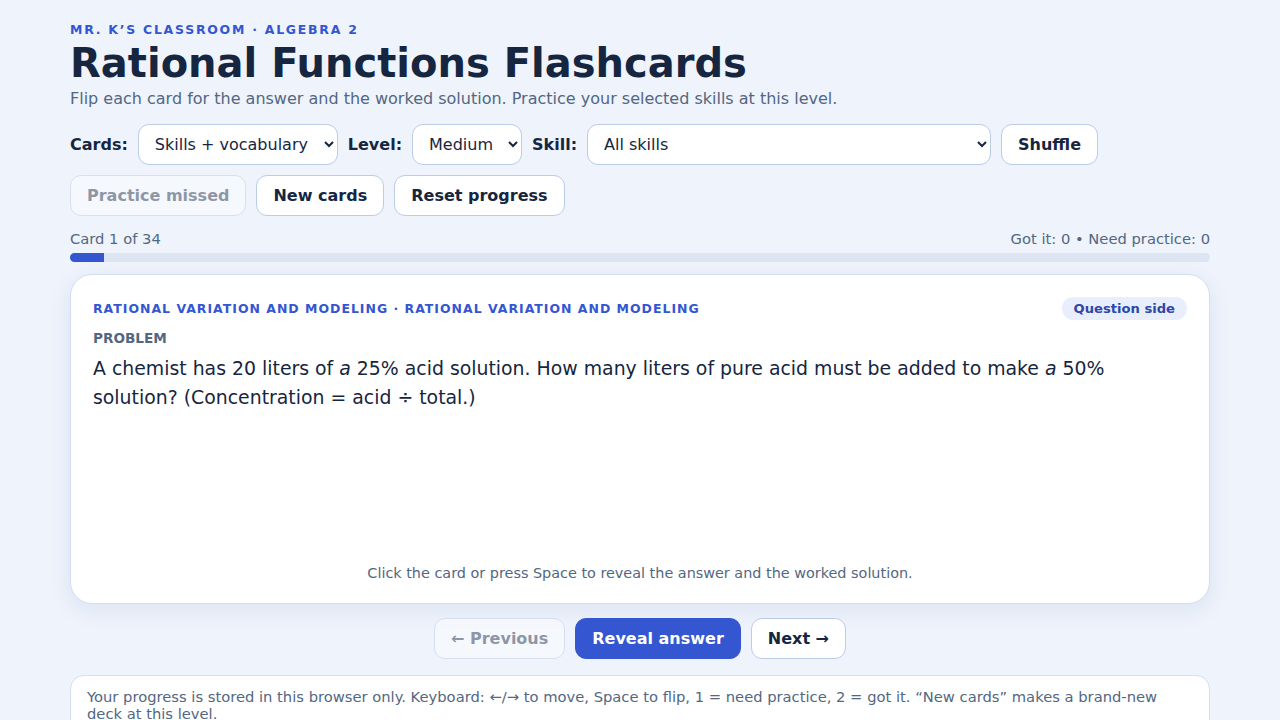 MR. K’S CLASSROOM · ALGEBRA 2
Rational Functions Flashcards
Flip each card for the answer and the worked solution. Practice your selected skills at this level.
Cards: Skills + vocabulary Level: Medium Skill: All skills Shuffle
Practice missed New cards Reset progress
Card 1 of 34 Got it: 0 • Need practice: 0
RATIONAL VARIATION AND MODELING · RATIONAL VARIATION AND MODELING Question side
PROBLEM
A chemist has 20 liters of a 25% acid solution. How many liters of pure acid must be added to make a 50%
solution? (Concentration = acid ÷ total.)
Click the card or press Space to reveal the answer and the worked solution.
← Previous Reveal answer Next →
Your progress is stored in this browser only. Keyboard: ←/→ to move, Space to flip, 1 = need practice, 2 = got it. “New cards” makes a brand-new
deck at this level.